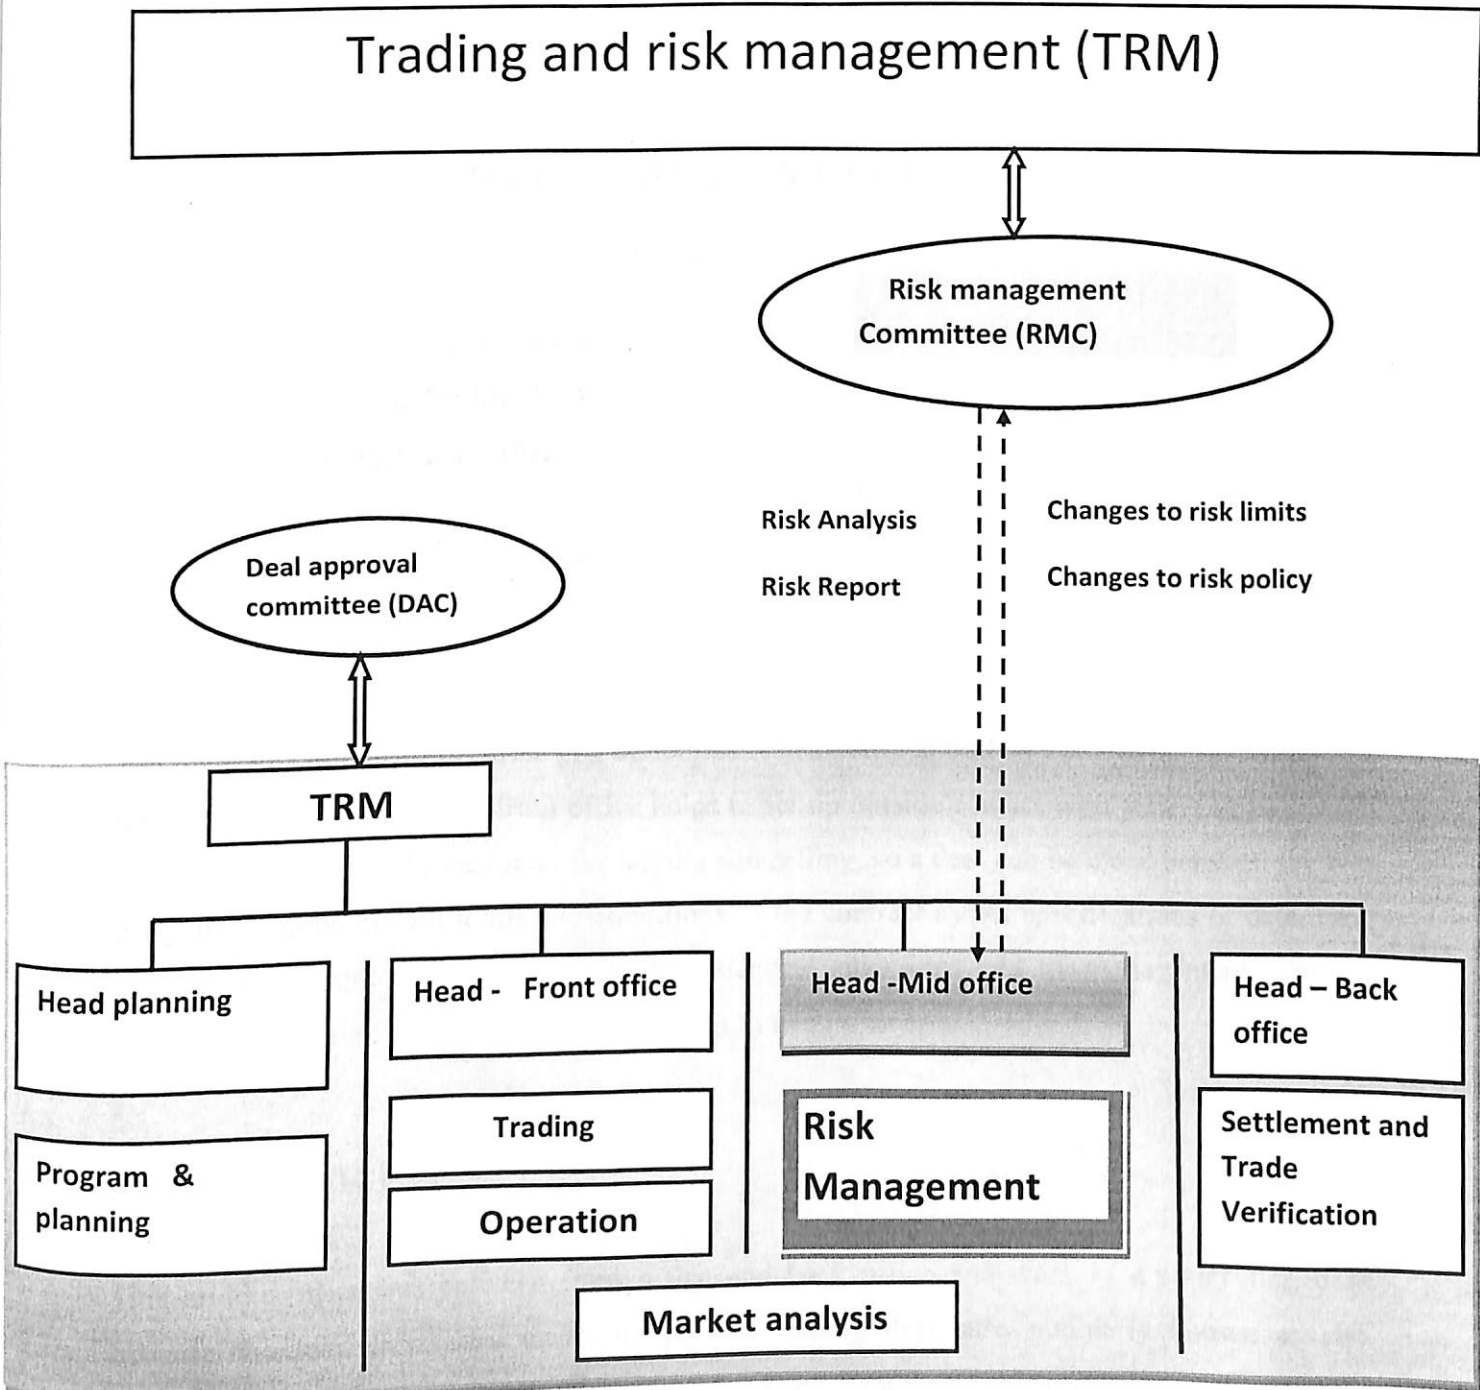 Trading and risk management (TRM)
Risk management
Committee (RMC)
Risk Analysis
Changes to risk limits
Risk Report
Changes to risk policy
Deal approval
committee (DAC)
TRM
Head planning
Head - Front office
Head -Mid office
Head – Back
office
Program &
planning
Trading
Operation
Risk
Management
Settlement and
Trade
Verification
Market analysis